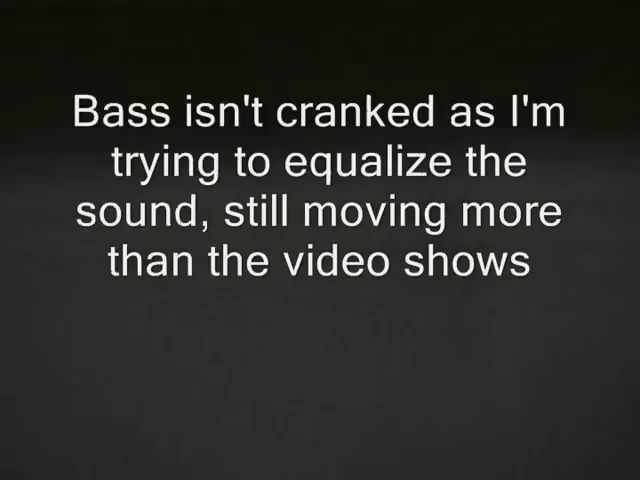 Bass isn't cranked as I'm
trying to equalize the
sound, still moving more
than the video shows